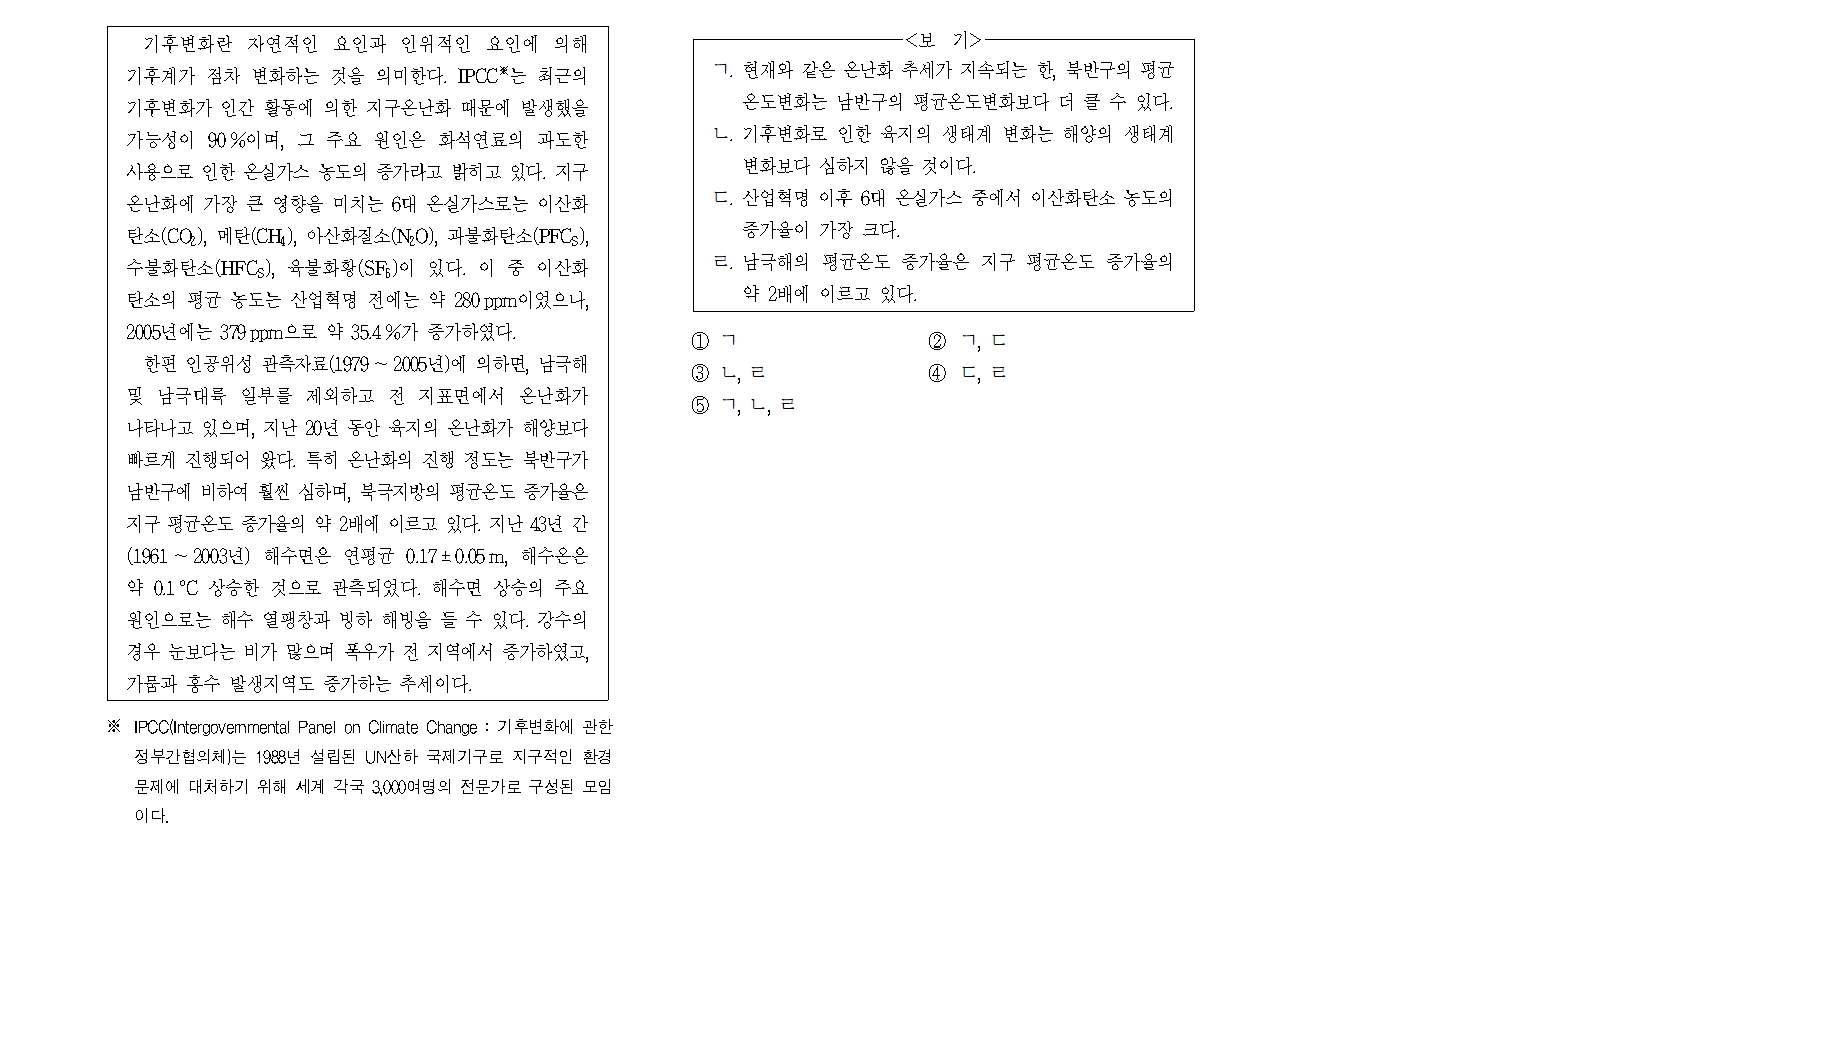 기후변화란 자연적인 요인과 인위적인 요인에 의해
기후계가 점차 변화하는 것을 의미한다. IPCC※는 최근의
기후변화가 인간 활동에 의한 지구온난화 때문에 발생했을
가능성이 90 %이며, 그 주요 원인은 화석연료의 과도한
사용으로 인한 온실가스 농도의 증가라고 밝히고 있다. 지구
온난화에 가장 큰 영향을 미치는 6대 온실가스로는 이산화
탄소(CO₂), 메탄(CH₄), 아산화질소(N₂O), 과불화탄소(PFCs),
수불화탄소(HFCs), 육불화황(SF₆)이 있다. 이 중 이산화
탄소의 평균 농도는 산업혁명 전에는 약 280 ppm이었으나,
2005년에는 379 ppm으로 약 35.4 %가 증가하였다.
한편 인공위성 관측자료(1979 ~ 2005년)에 의하면, 남극해
및 남극대륙 일부를 제외하고 전 지표면에서 온난화가
나타나고 있으며, 지난 20년 동안 육지의 온난화가 해양보다
빠르게 진행되어 왔다. 특히 온난화의 진행 정도는 북반구가
남반구에 비하여 훨씬 심하며, 북극지방의 평균온도 증가율은
지구 평균온도 증가율의 약 2배에 이르고 있다. 지난 43년 간
(1961 ~ 2003년) 해수면은 연평균 0.17 ± 0.05 m, 해수온은
약 0.1 ℃ 상승한 것으로 관측되었다. 해수면 상승의 주요
원인으로는 해수 열팽창과 빙하 해빙을 들 수 있다. 강수의
경우 눈보다는 비가 많으며 폭우가 전 지역에서 증가하였고,
가뭄과 홍수 발생지역도 증가하는 추세이다.
※ IPCC(Intergovernmental Panel on Climate Change : 기후변화에 관한
정부간협의체)는 1988년 설립된 UN산하 국제기구로 지구적인 환경
문제에 대처하기 위해 세계 각국 3,000여명의 전문가로 구성된 모임
이다.
<보 기>
ㄱ. 현재와 같은 온난화 추세가 지속되는 한, 북반구의 평균
온도변화는 남반구의 평균온도변화보다 더 클 수 있다.
ㄴ. 기후변화로 인한 육지의 생태계 변화는 해양의 생태계
변화보다 심하지 않을 것이다.
ㄷ. 산업혁명 이후 6대 온실가스 중에서 이산화탄소 농도의
증가율이 가장 크다.
ㄹ. 남극해의 평균온도 증가율은 지구 평균온도 증가율의
약 2배에 이르고 있다.
① ㄱ ② ㄱ, ㄷ
③ ㄴ, ㄹ ④ ㄷ, ㄹ
⑤ ㄱ, ㄴ, ㄹ